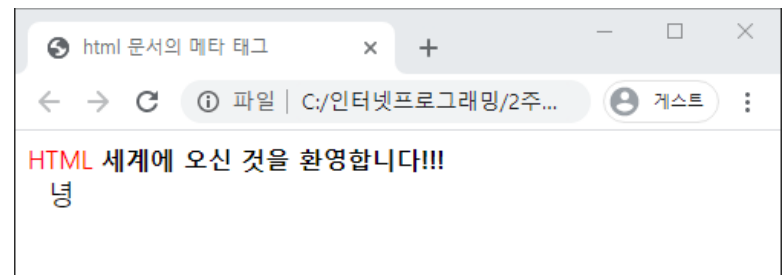 html 문서의 메타 태그
파일 | C:/인터넷프로그래밍/2주...
게스트
HTML 세계에 오신 것을 환영합니다!!!
녕